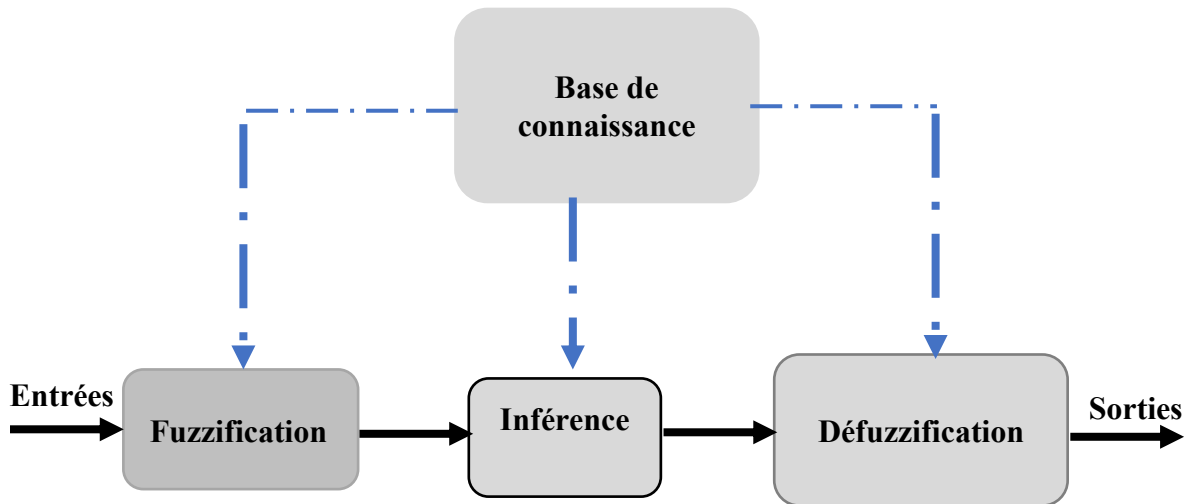 Base de
connaissance
Entrées
Fuzzification
Inférence
Défuzzification
Sorties